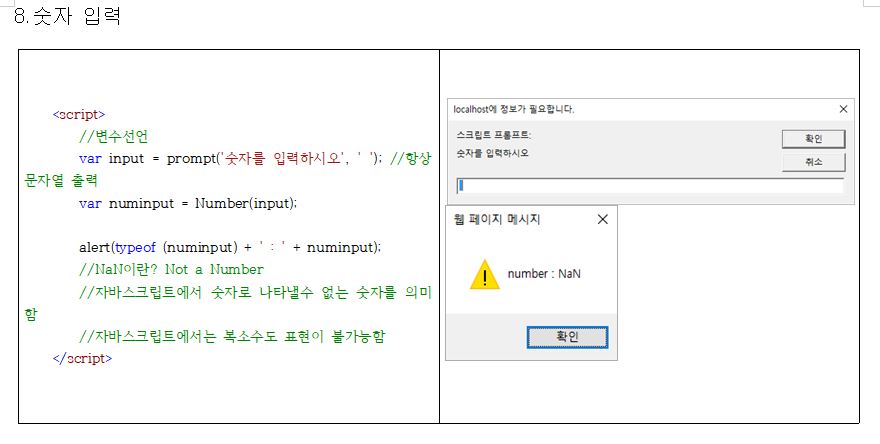 8.숫자 입력
<script>
//변수선언
var input = prompt('숫자를 입력하시오', ' '); //항상
문자열 출력
var numinput = Number(input);
alert(typeof (numinput) + ' : ' + numinput);
//NaN이란? Not a Number
//자바스크립트에서 숫자로 나타낼수 없는 숫자를 의미
함
//자바스크립트에서는 복소수도 표현이 불가능함
</script>
localhost에 정보가 필요합니다.
스크립트 프롬프트:
확인
숫자를 입력하시오
취소
웹 페이지 메시지
number : NaN
확인